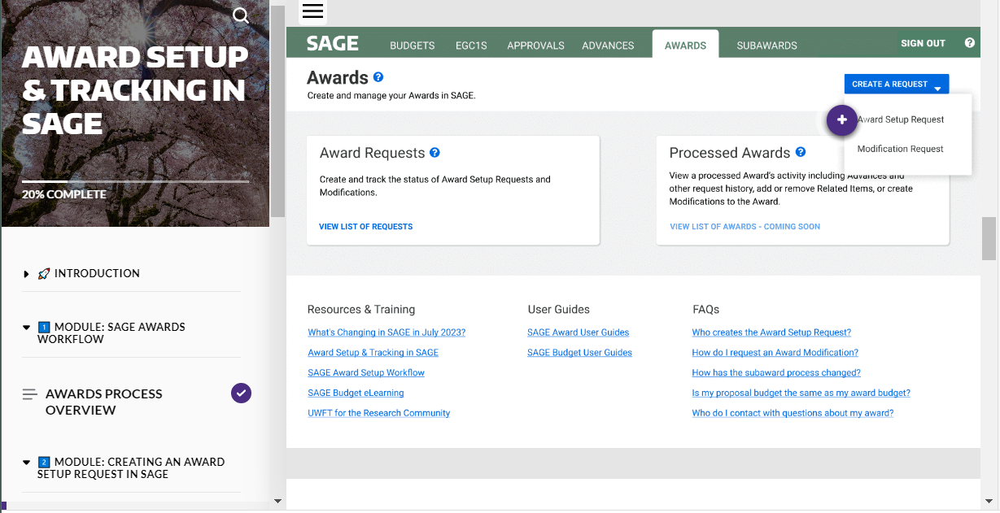 AWARD SETUP
& TRACKING IN
SAGE
20% COMPLETE
INTRODUCTION
1 MODULE: SAGE AWARDS
WORKFLOW
AWARDS PROCESS
OVERVIEW
2 MODULE: CREATING AN AWARD
SETUP REQUEST IN SAGE
SAGE BUDGETS EGC1S APPROVALS ADVANCES AWARDS SUBAWARDS SIGN OUT ?
Awards ?
Create and manage your Awards in SAGE.
CREATE A REQUEST
+ Award Setup Request
Modification Request
Award Requests ?
Create and track the status of Award Setup Requests and
Modifications.
VIEW LIST OF REQUESTS
Processed Awards ?
View a processed Award's activity including Advances and
other request history, add or remove Related Items, or create
Modifications to the Award.
VIEW LIST OF AWARDS - COMING SOON
Resources & Training
What's Changing in SAGE in July 2023?
Award Setup & Tracking in SAGE
SAGE Award Setup Workflow
SAGE Budget eLearning
UWFT for the Research Community
User Guides
SAGE Award User Guides
SAGE Budget User Guides
FAQs
Who creates the Award Setup Request?
How do I request an Award Modification?
How has the subaward process changed?
Is my proposal budget the same as my award budget?
Who do I contact with questions about my award?